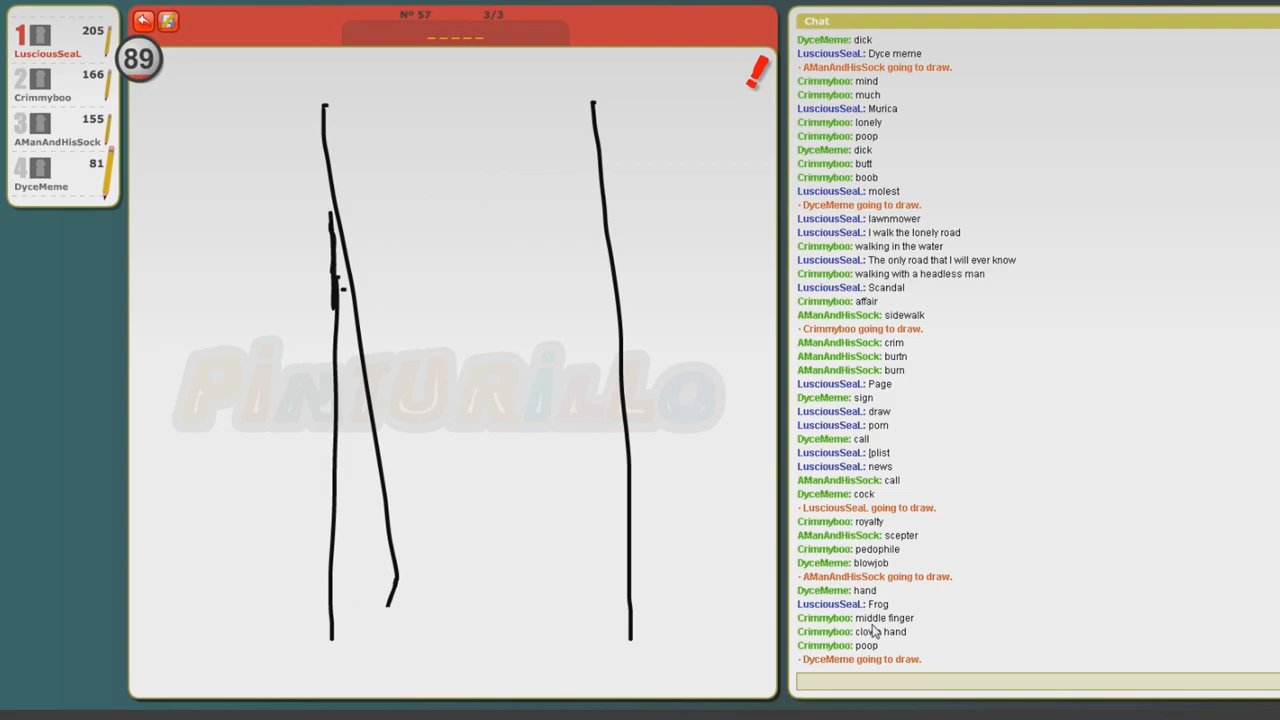 1 205
LusciousSeaL
2 166
Crimmyboo
3 155
AManAndHisSock
4 81
DyceMeme
89
Nº 57 3/3
_ _ _ _ _
PinTURiLLO
Chat
DyceMeme: dick
LusciousSeaL: Dyce meme
· AManAndHisSock going to draw.
Crimmyboo: mind
Crimmyboo: much
LusciousSeaL: Murica
Crimmyboo: lonely
Crimmyboo: poop
DyceMeme: dick
Crimmyboo: butt
Crimmyboo: boob
LusciousSeaL: molest
· DyceMeme going to draw.
LusciousSeaL: lawnmower
LusciousSeaL: I walk the lonely road
Crimmyboo: walking in the water
LusciousSeaL: The only road that I will ever know
Crimmyboo: walking with a headless man
LusciousSeaL: Scandal
Crimmyboo: affair
AManAndHisSock: sidewalk
· Crimmyboo going to draw.
AManAndHisSock: crim
AManAndHisSock: burtn
AManAndHisSock: burn
LusciousSeaL: Page
DyceMeme: sign
LusciousSeaL: draw
LusciousSeaL: porn
DyceMeme: call
LusciousSeaL: [plist
LusciousSeaL: news
AManAndHisSock: call
DyceMeme: cock
· LusciousSeaL going to draw.
Crimmyboo: royalty
AManAndHisSock: scepter
Crimmyboo: pedophile
DyceMeme: blowjob
· AManAndHisSock going to draw.
DyceMeme: hand
LusciousSeaL: Frog
Crimmyboo: middle finger
Crimmyboo: hand
Crimmyboo: poop
· DyceMeme going to draw.